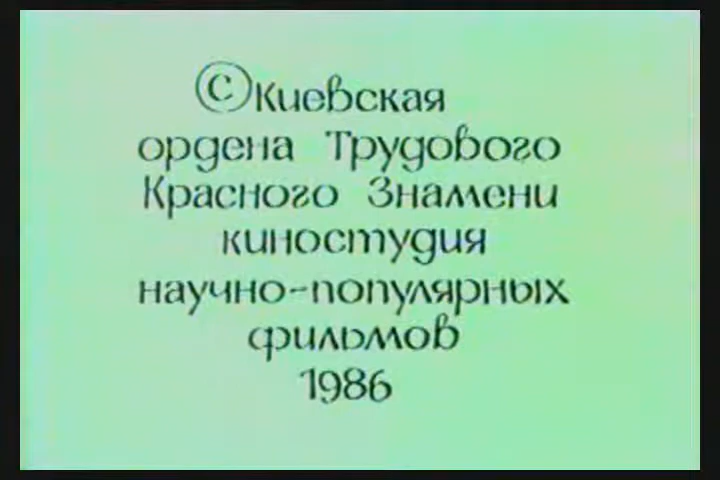 ©Киевская
ордена Трудового
Красного Знамени
киностудия
научно-популярных
фильмов
1986